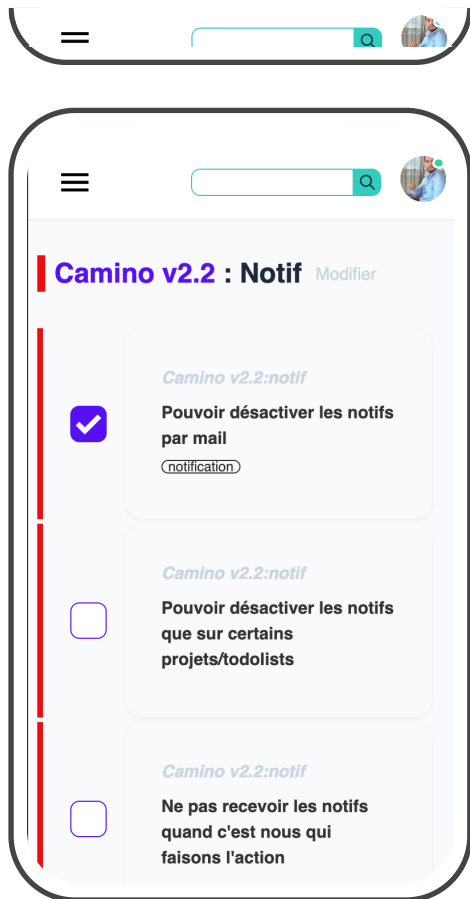 Camino v2.2 : Notif Modifier
Camino v2.2:notif
Pouvoir désactiver les notifs
par mail
notification
Camino v2.2:notif
Pouvoir désactiver les notifs
que sur certains
projets/todolists
Camino v2.2:notif
Ne pas recevoir les notifs
quand c'est nous qui
faisons l'action